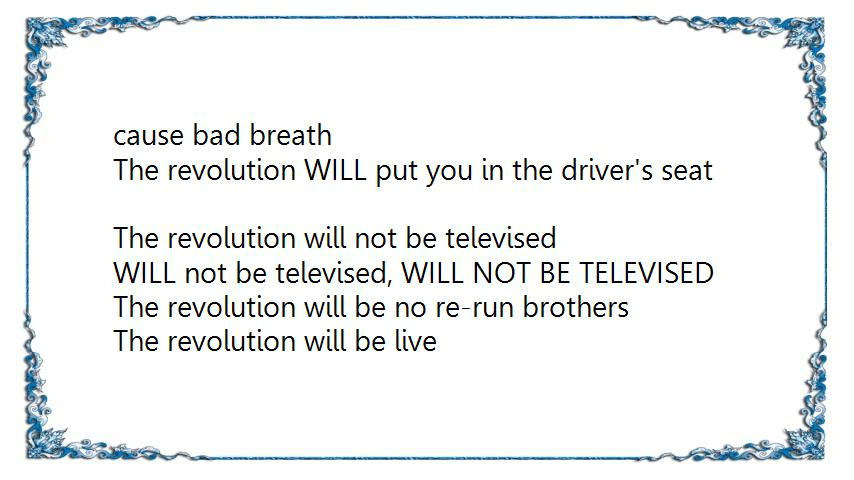 cause bad breath
The revolution WILL put you in the driver's seat

The revolution will not be televised
WILL not be televised, WILL NOT BE TELEVISED
The revolution will be no re-run brothers
The revolution will be live